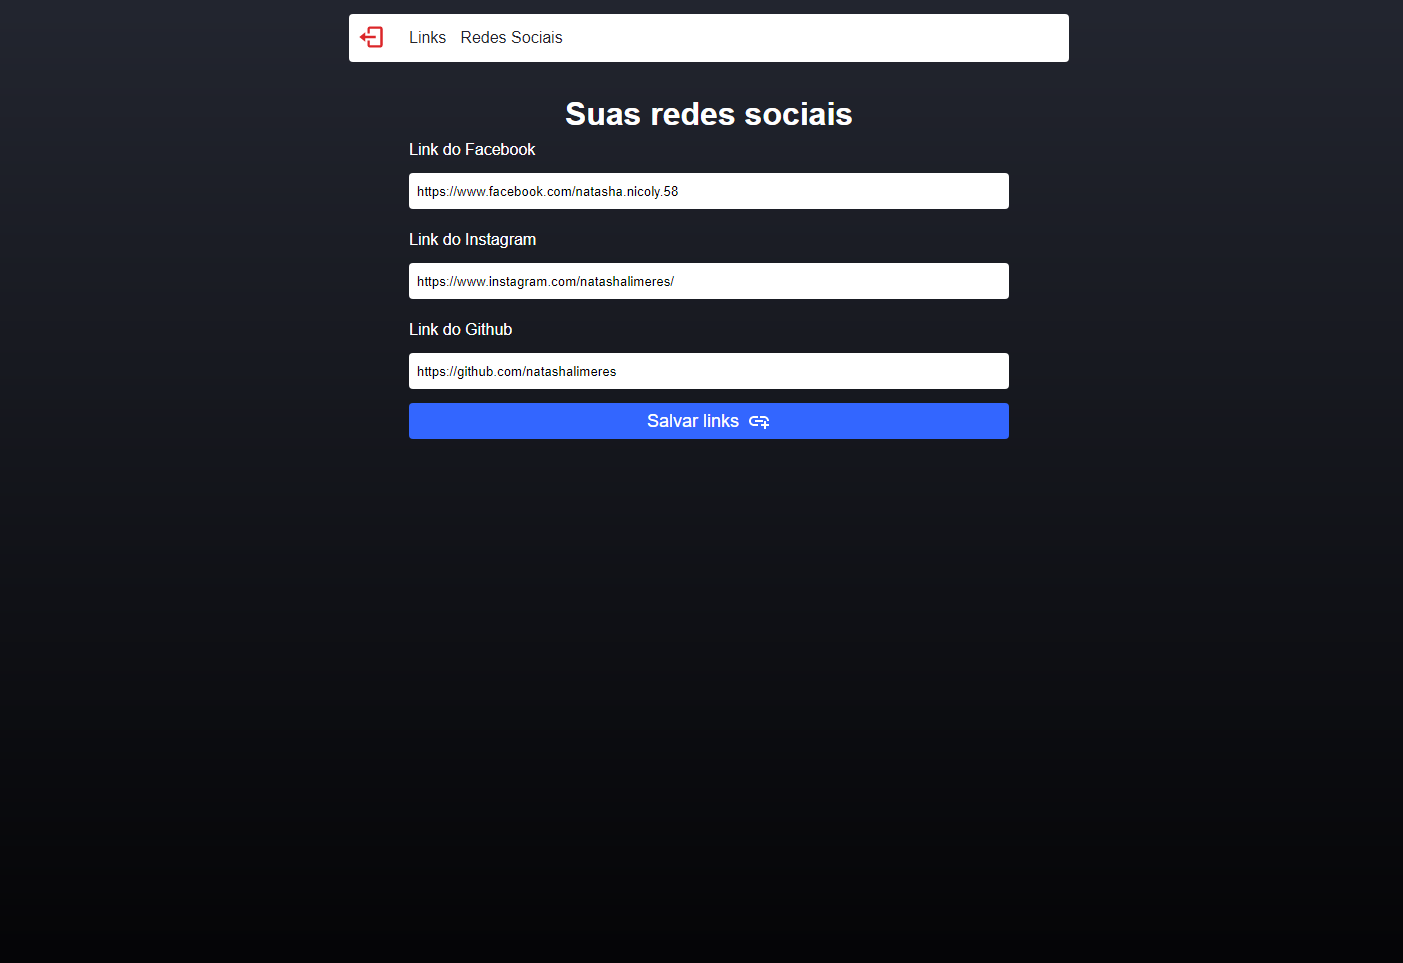 Links Redes Sociais
Suas redes sociais
Link do Facebook
https://www.facebook.com/natasha.nicoly.58
Link do Instagram
https://www.instagram.com/natashalimeres/
Link do Github
https://github.com/natashalimeres
Salvar links